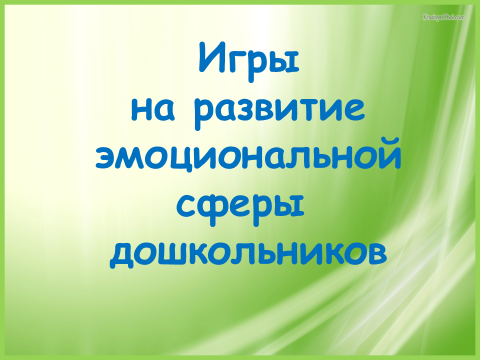 Игры
на развитие
эмоциональной
сферы
дошкольников